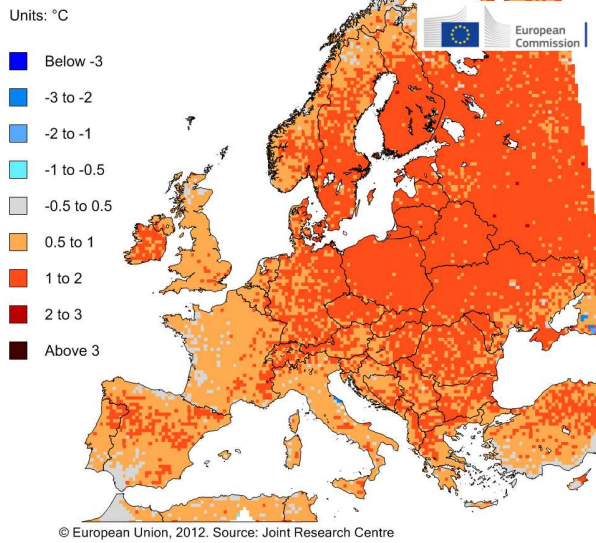 Units: °C
European
Commission
Below -3
-3 to -2
-2 to -1
-1 to -0.5
-0.5 to 0.5
0.5 to 1
1 to 2
2 to 3
Above 3
© European Union, 2012. Source: Joint Research Centre